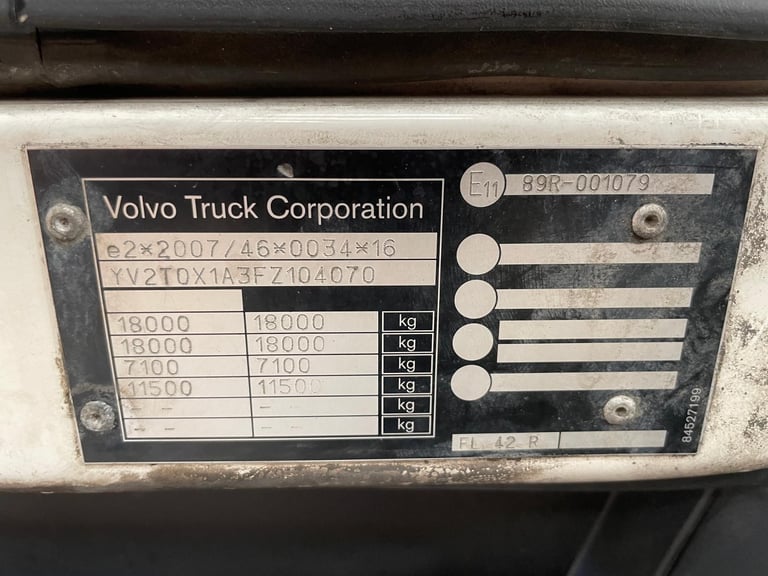 Volvo Truck Corporation
e2*2007/46*0034*16
YV2T0X1A3FZ104070
18000 18000 kg
18000 18000 kg
7100 7100 kg
11500 11500 kg
-- -- kg
-- -- kg
E11 89R-001079
FL 42 R
84527199